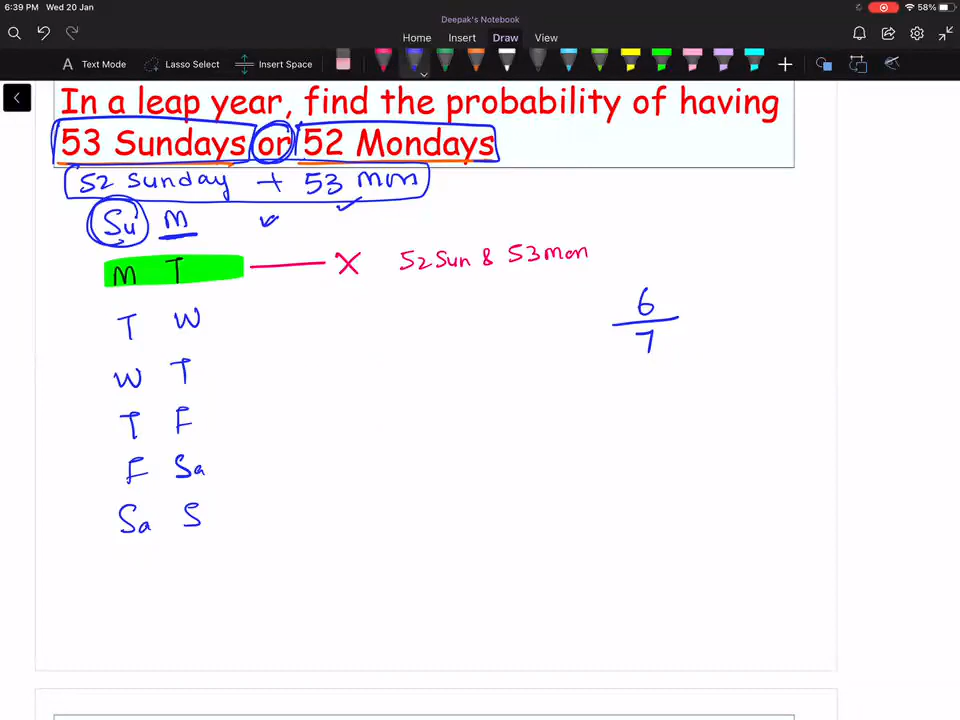 6:39 PM Wed 20 Jan
58%
Deepak's Notebook
Home Insert Draw View
Text Mode Lasso Select Insert Space
In a leap year, find the probability of having
53 Sundays or 52 Mondays
52 Sunday + 53 mon
Su M
M T X 52 Sun & 53 mon
T W
6
7
W T
T F
F Sa
Sa S